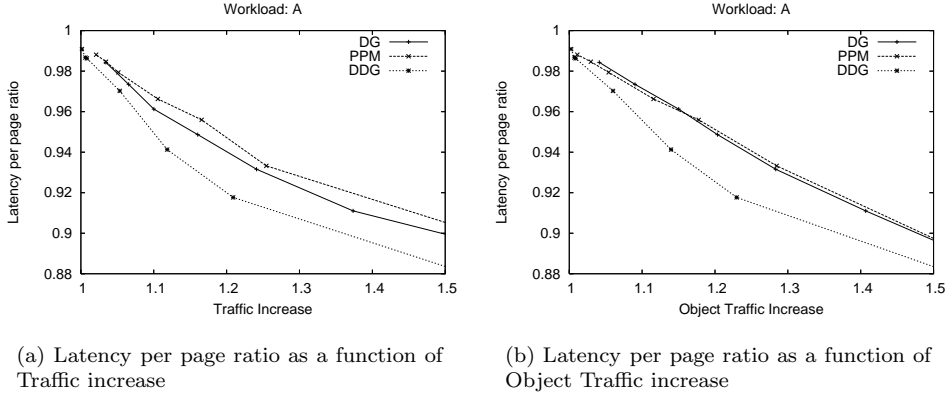 Workload: A
Latency per page ratio
1
0.98
0.96
0.94
0.92
0.9
0.88
DG
PPM
DDG
1 1.1 1.2 1.3 1.4 1.5
Traffic Increase
(a) Latency per page ratio as a function of
Traffic increase
Workload: A
Latency per page ratio
1
0.98
0.96
0.94
0.92
0.9
0.88
DG
PPM
DDG
1 1.1 1.2 1.3 1.4 1.5
Object Traffic Increase
(b) Latency per page ratio as a function of
Object Traffic increase